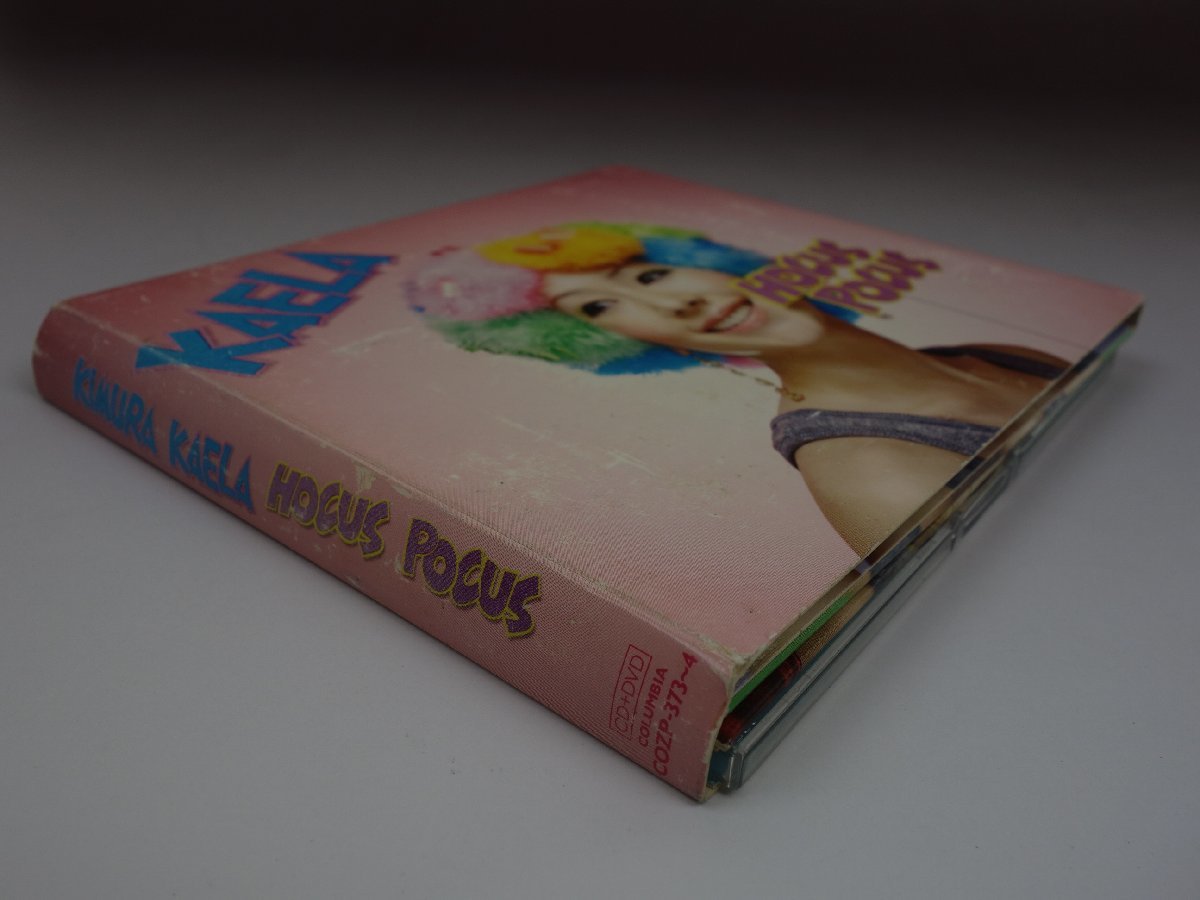 KAELA
HOCUS
POCUS
KIMURA KAELA HOCUS POCUS
CD+DVD
COLUMBIA
COZP-373~4